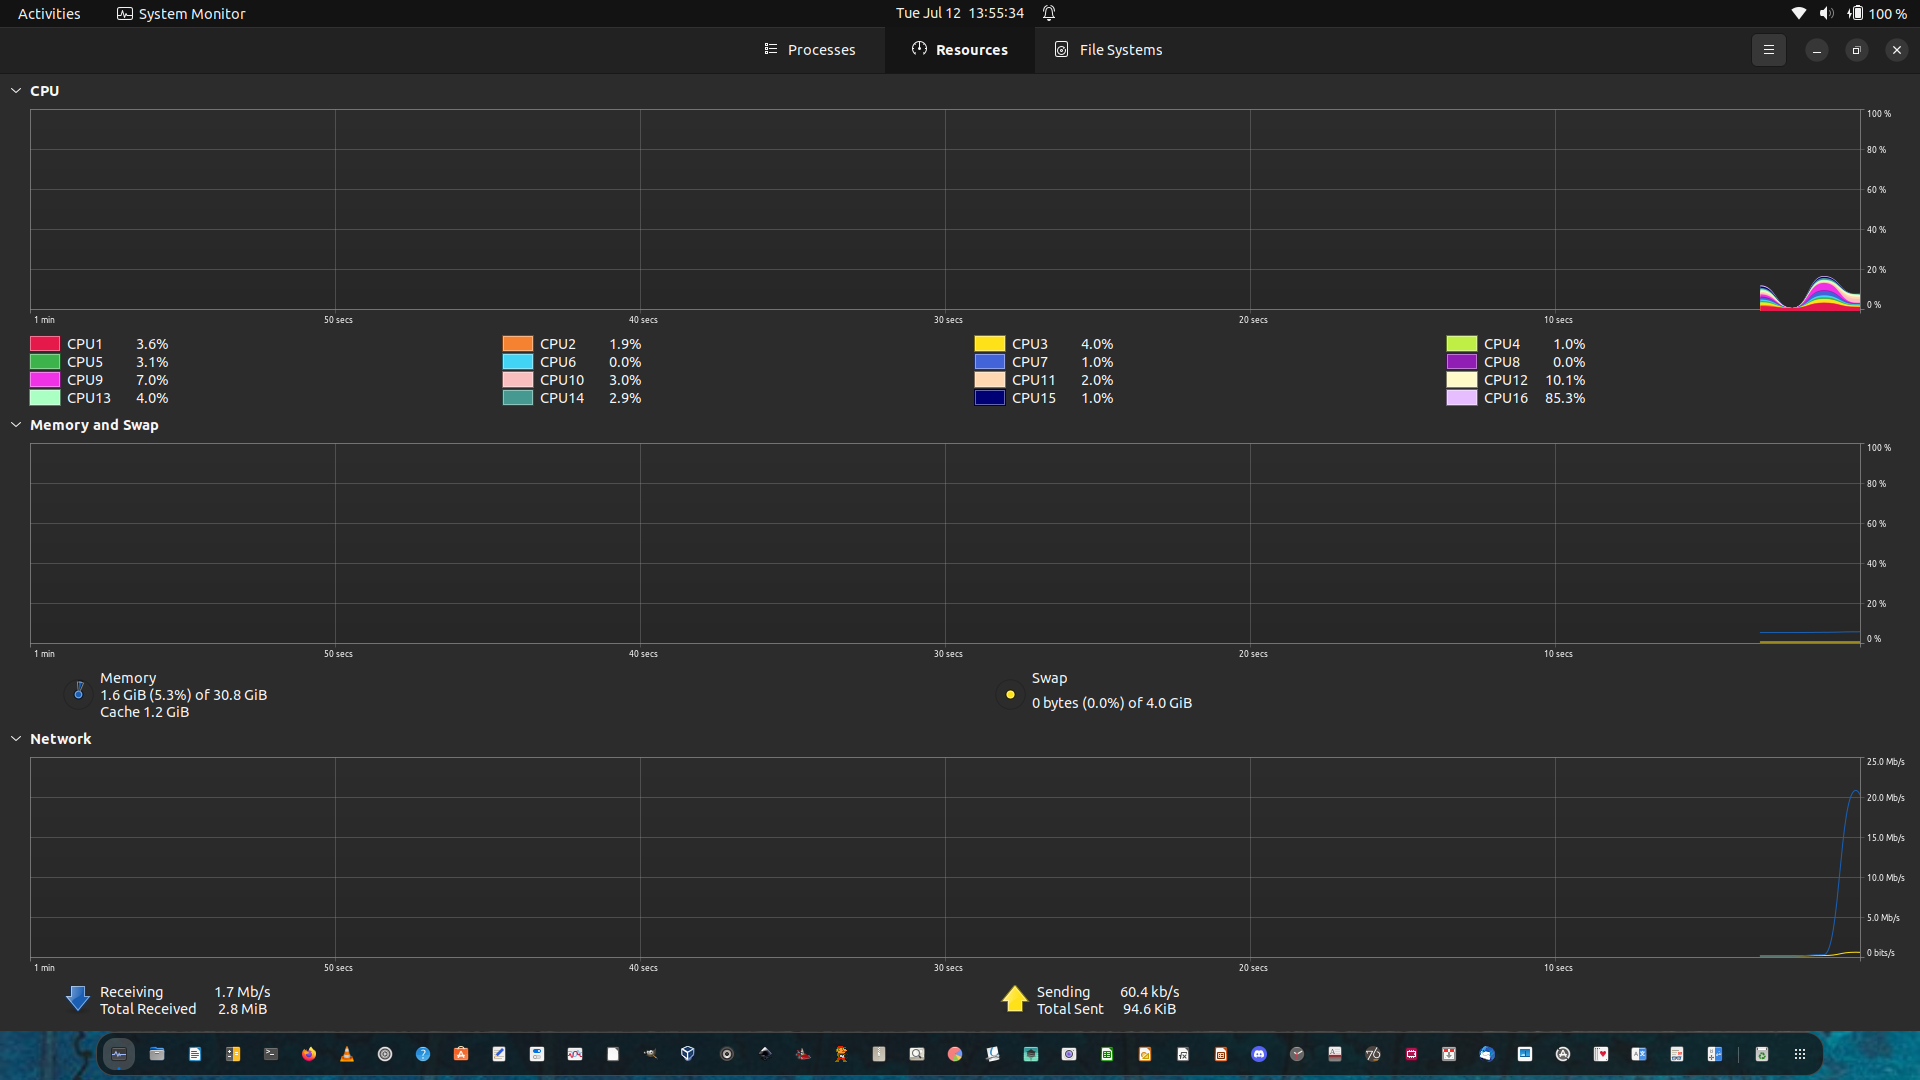 Activities System Monitor Tue Jul 12 13:55:34 100 %
Processes Resources File Systems
CPU
100 %
80 %
60 %
40 %
20 %
0 %
1 min 50 secs 40 secs 30 secs 20 secs 10 secs
CPU1 3.6% CPU2 1.9% CPU3 4.0% CPU4 1.0%
CPU5 3.1% CPU6 0.0% CPU7 1.0% CPU8 0.0%
CPU9 7.0% CPU10 3.0% CPU11 2.0% CPU12 10.1%
CPU13 4.0% CPU14 2.9% CPU15 1.0% CPU16 85.3%
Memory and Swap
100 %
80 %
60 %
40 %
20 %
0 %
1 min 50 secs 40 secs 30 secs 20 secs 10 secs
Memory Swap
1.6 GiB (5.3%) of 30.8 GiB 0 bytes (0.0%) of 4.0 GiB
Cache 1.2 GiB
Network
25.0 Mb/s
20.0 Mb/s
15.0 Mb/s
10.0 Mb/s
5.0 Mb/s
0 bits/s
1 min 50 secs 40 secs 30 secs 20 secs 10 secs
Receiving 1.7 Mb/s Sending 60.4 kb/s
Total Received 2.8 MiB Total Sent 94.6 KiB
76